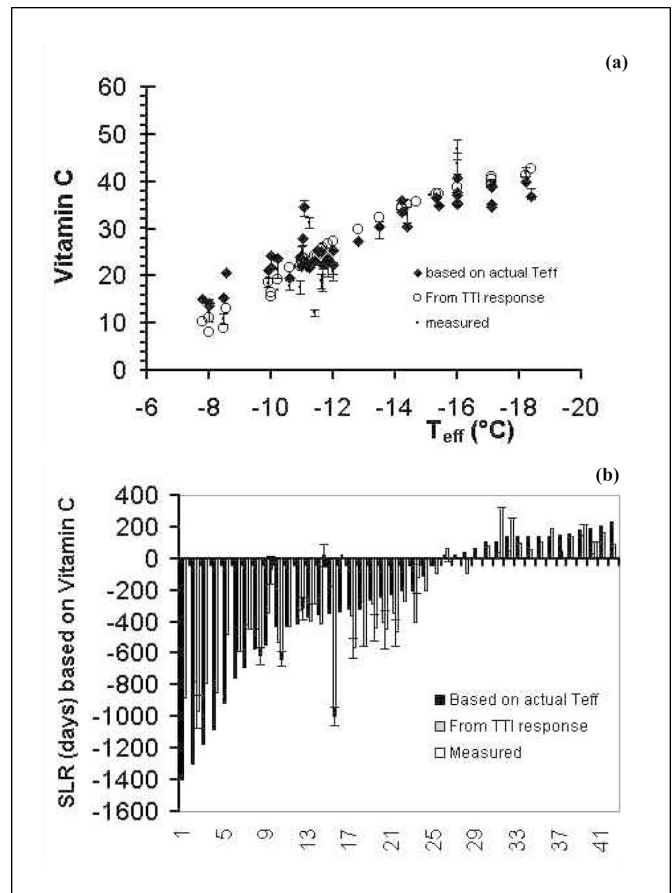 (a)
60
50
40
30
20
10
0
Vitamin C
◆ based on actual Teff
○ From TTI response
- measured
-6 -8 -10 -12 -14 -16 -18 -20
Teff (°C)
(b)
400
200
0
-200
-400
-600
-800
-1000
-1200
-1400
-1600
SLR (days) based on Vitamin C
Based on actual Teff
From TTI response
Measured
1 5 9 13 17 21 25 29 33 37 41